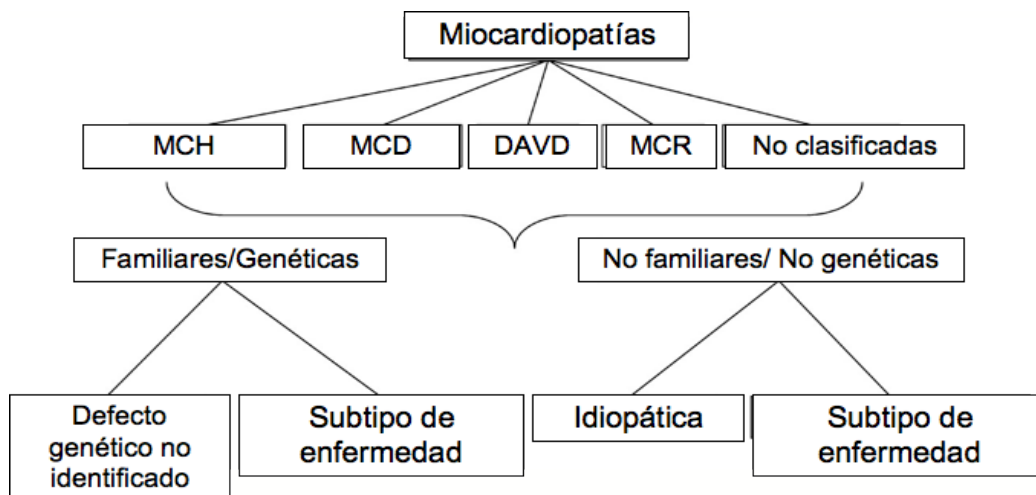 Miocardiopatías
MCH
MCD
DAVD
MCR
No clasificadas
Familiares/Genéticas
No familiares/ No genéticas
Defecto
genético no
identificado
Subtipo de
enfermedad
Idiopática
Subtipo de
enfermedad